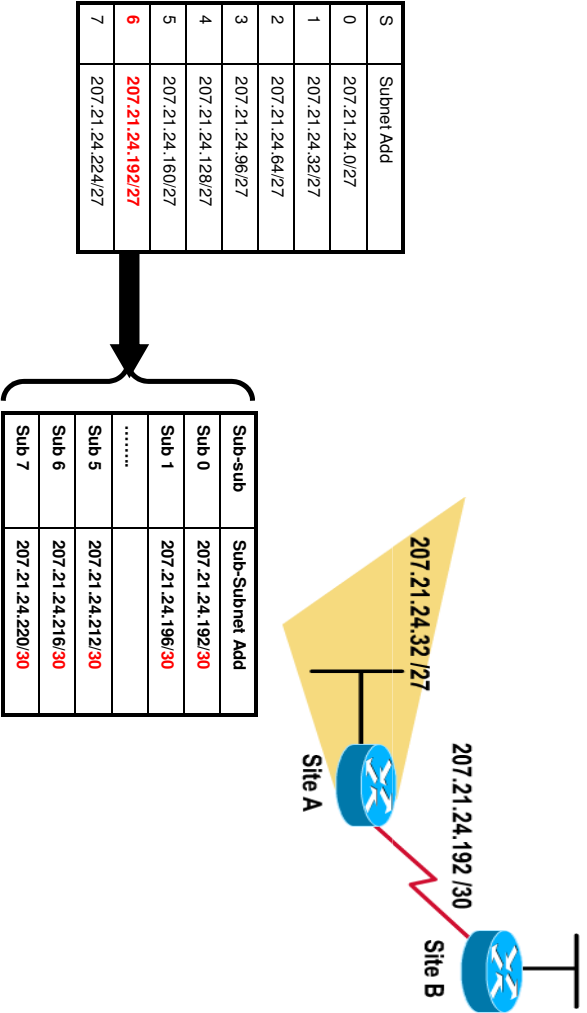 S Subnet Add
0 207.21.24.0/27
1 207.21.24.32/27
2 207.21.24.64/27
3 207.21.24.96/27
4 207.21.24.128/27
5 207.21.24.160/27
6 207.21.24.192/27
7 207.21.24.224/27
Sub-sub Sub-Subnet Add
Sub 0 207.21.24.192/30
Sub 1 207.21.24.196/30
........
Sub 5 207.21.24.212/30
Sub 6 207.21.24.216/30
Sub 7 207.21.24.220/30
207.21.24.192 /30
207.21.24.32 /27
Site A
Site B